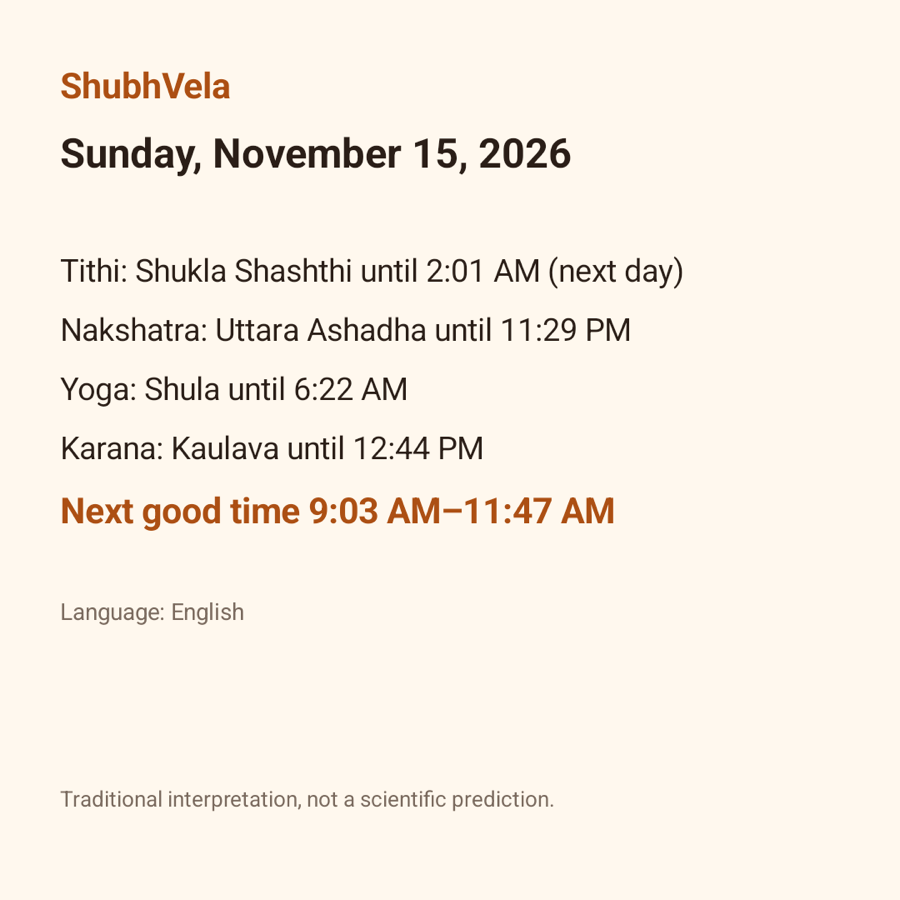 ShubhVela
Sunday, November 15, 2026
Tithi: Shukla Shashthi until 2:01 AM (next day)
Nakshatra: Uttara Ashadha until 11:29 PM
Yoga: Shula until 6:22 AM
Karana: Kaulava until 12:44 PM
Next good time 9:03 AM–11:47 AM
Language: English
Traditional interpretation, not a scientific prediction.